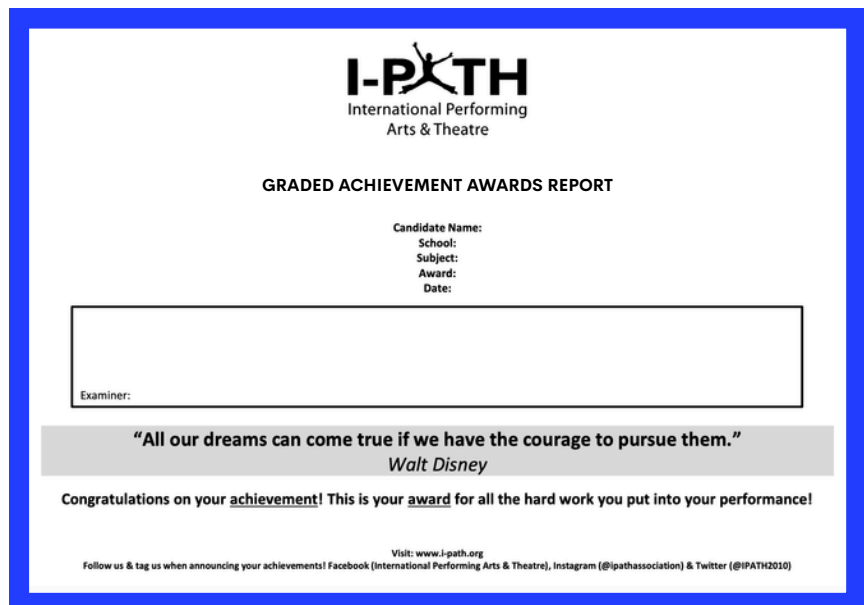 I-PATH
International Performing
Arts & Theatre
GRADED ACHIEVEMENT AWARDS REPORT
Candidate Name:
School:
Subject:
Award:
Date:
Examiner:
“All our dreams can come true if we have the courage to pursue them.”
Walt Disney
Congratulations on your achievement! This is your award for all the hard work you put into your performance!
Visit: www.i-path.org
Follow us & tag us when announcing your achievements! Facebook (International Performing Arts & Theatre), Instagram (@ipathassociation) & Twitter (@IPATH2010)